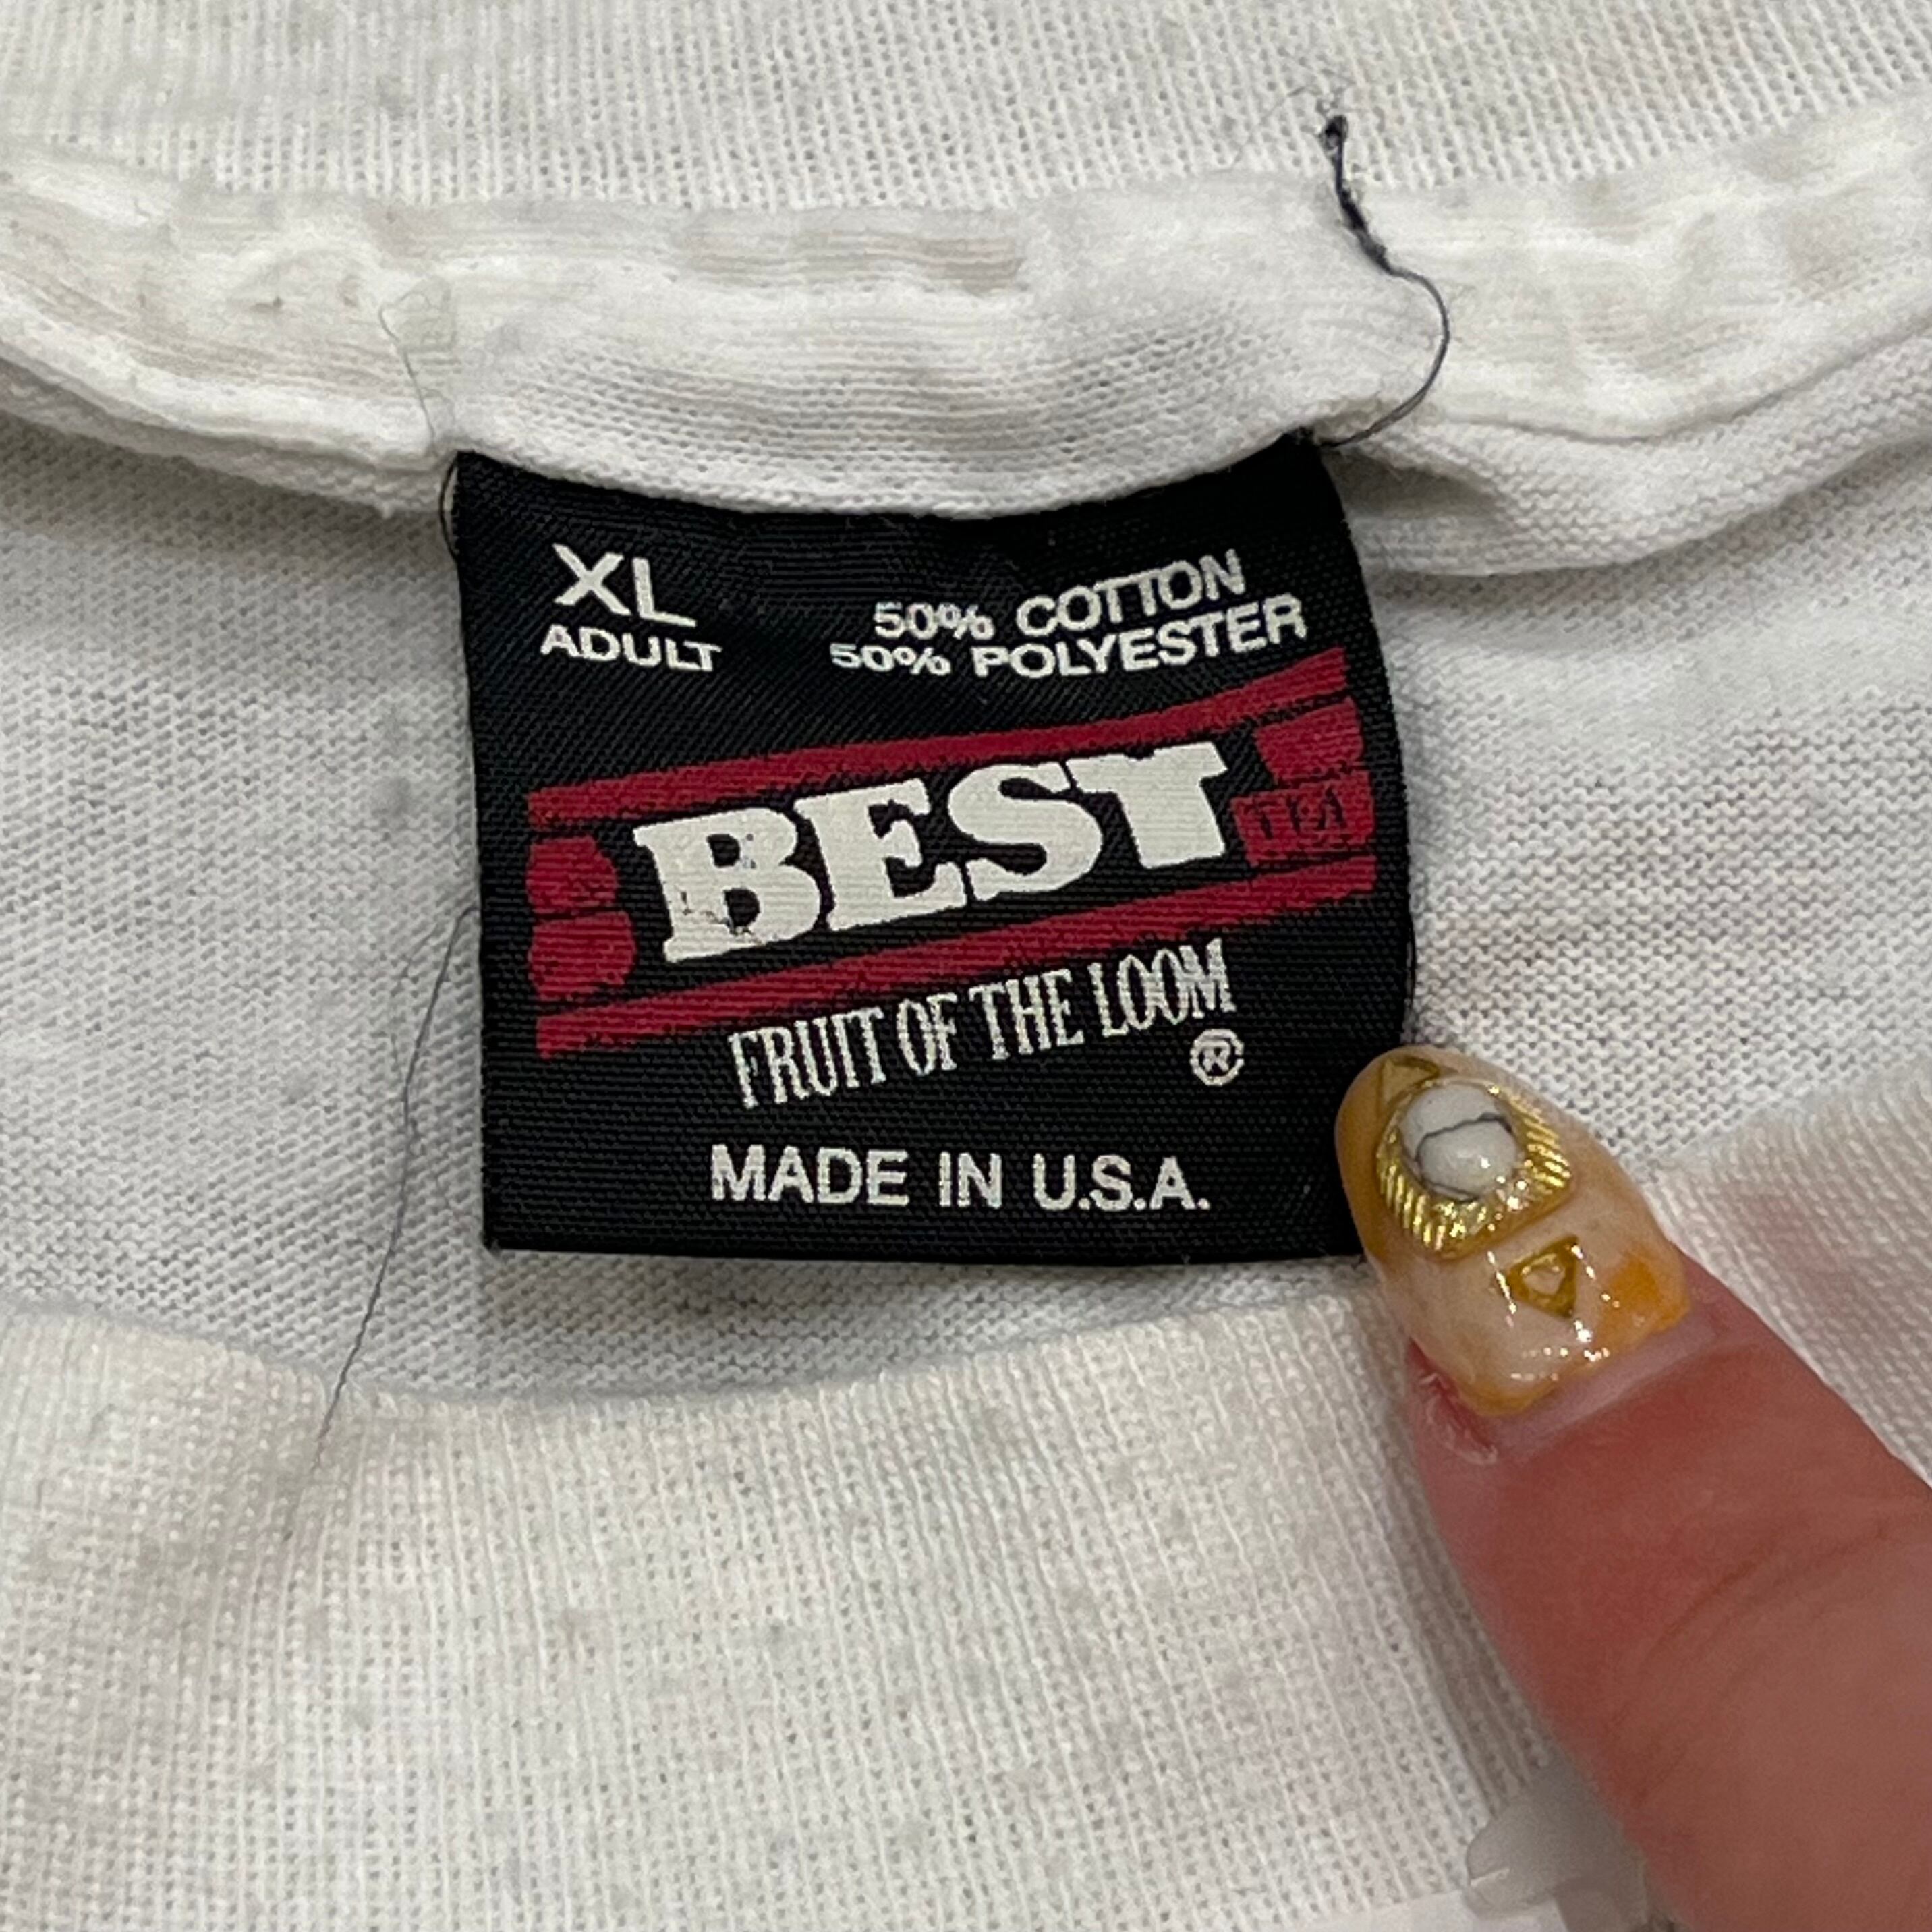 XL
ADULT
50% COTTON
50% POLYESTER
BEST
FRUIT OF THE LOOM
®
MADE IN U.S.A.